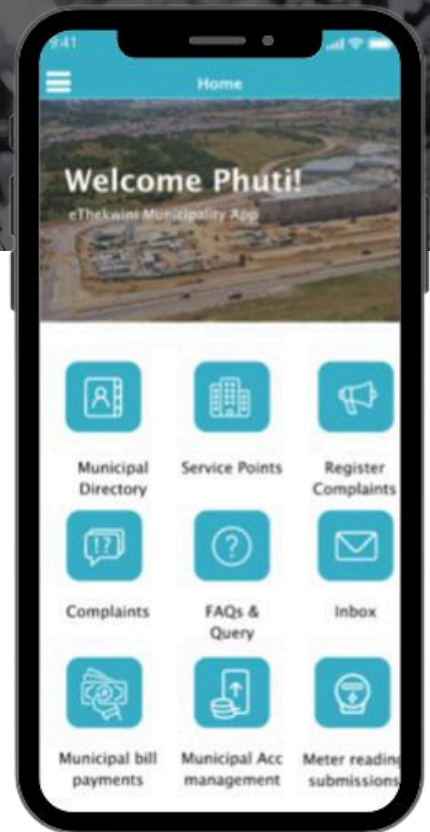 9:41
Home
Welcome Phuti!
eThekwini Municipality App
Municipal
Directory
Service Points
Register
Complaints
!?
Complaints
?
FAQs &
Query
Inbox
Municipal bill
payments
Municipal Acc
management
Meter reading
submissions